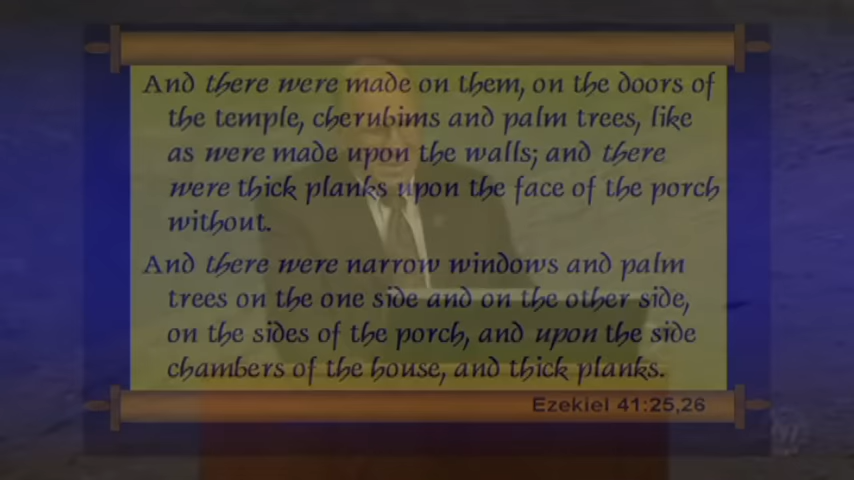 And there were made on them, on the doors of
the temple, cherubims and palm trees, like
as were made upon the walls; and there
were thick planks upon the face of the porch
without.
And there were narrow windows and palm
trees on the one side and on the other side,
on the sides of the porch, and upon the side
chambers of the house, and thick planks.
Ezekiel 41:25,26